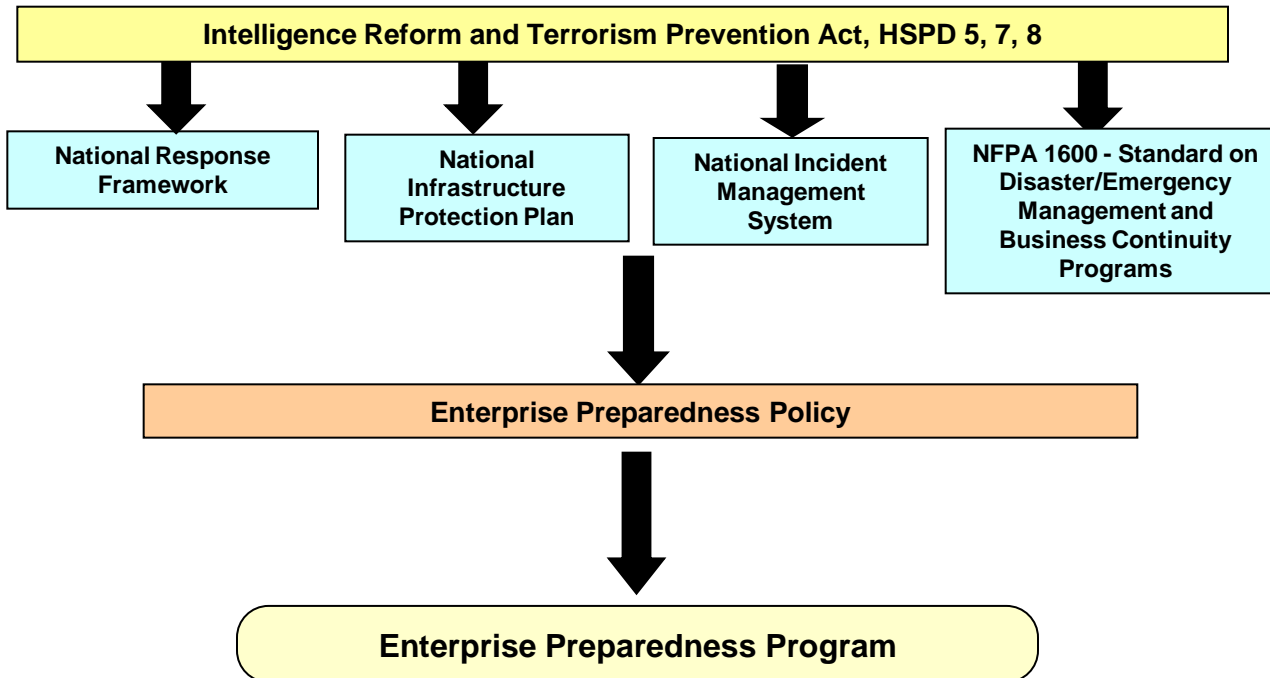 Intelligence Reform and Terrorism Prevention Act, HSPD 5, 7, 8
National Response
Framework
National
Infrastructure
Protection Plan
National Incident
Management
System
NFPA 1600 - Standard on
Disaster/Emergency
Management and
Business Continuity
Programs
Enterprise Preparedness Policy
Enterprise Preparedness Program